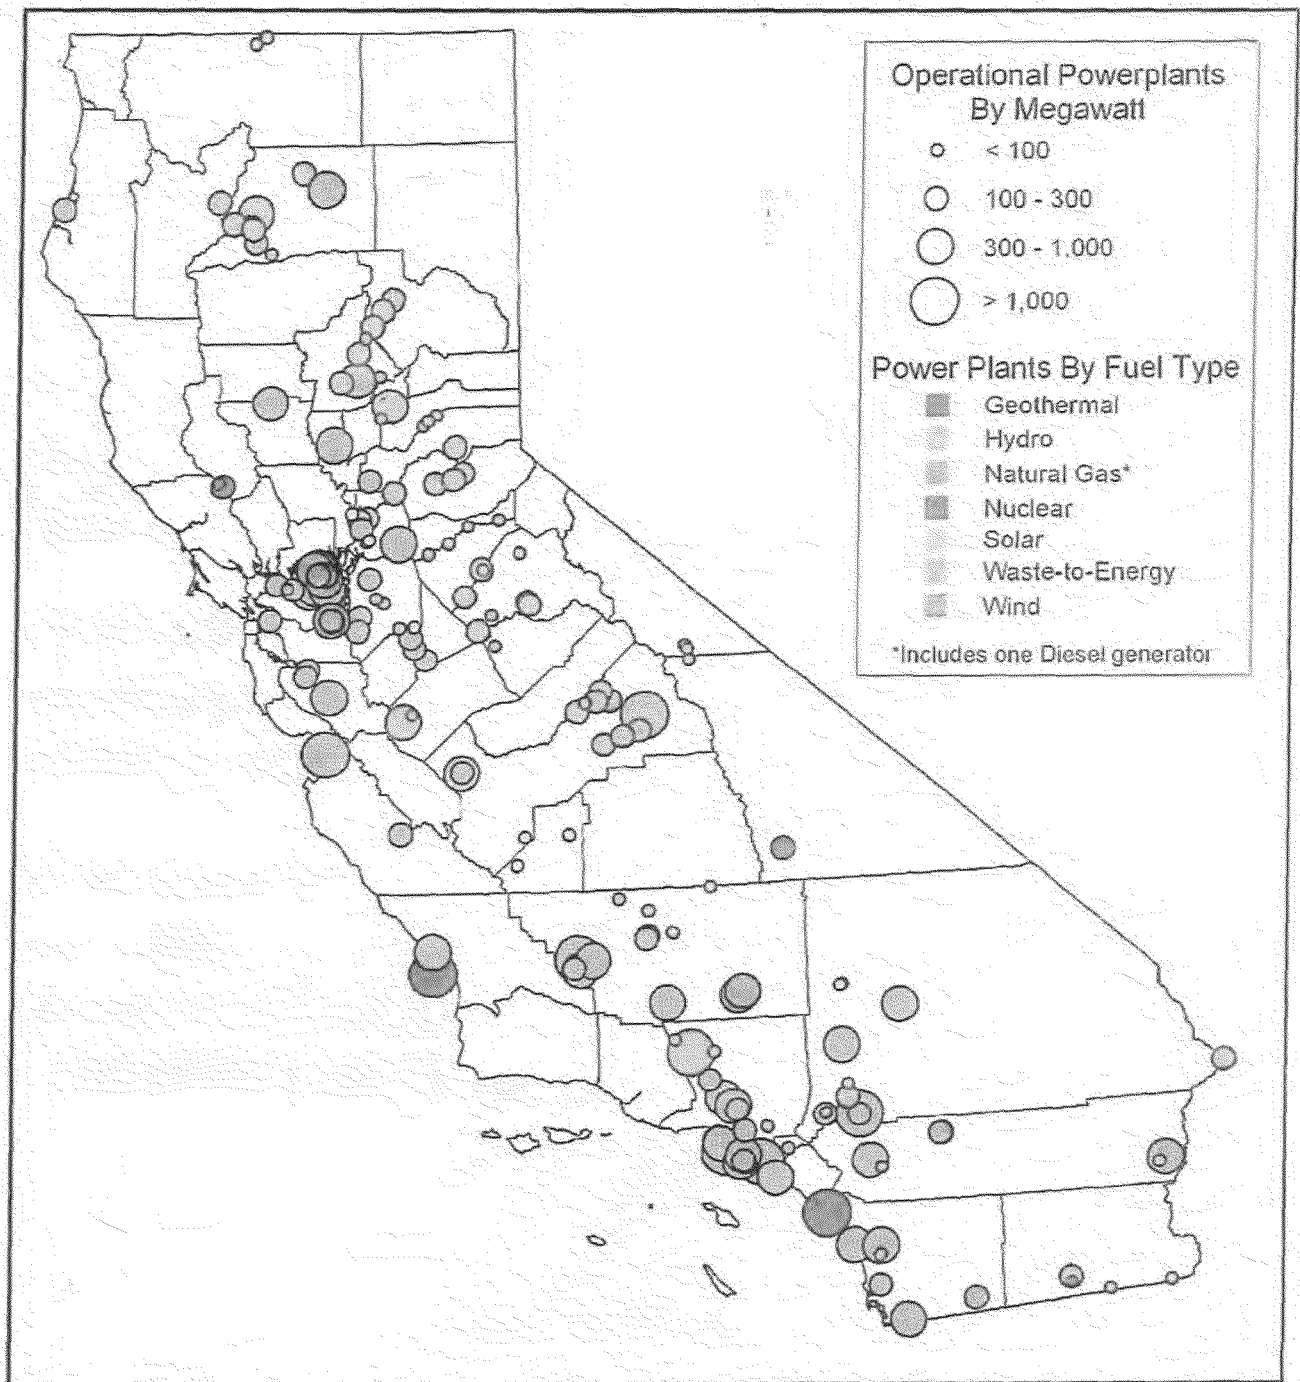 Operational Powerplants
By Megawatt
< 100
100 - 300
300 - 1,000
> 1,000
Power Plants By Fuel Type
Geothermal
Hydro
Natural Gas*
Nuclear
Solar
Waste-to-Energy
Wind
*Includes one Diesel generator